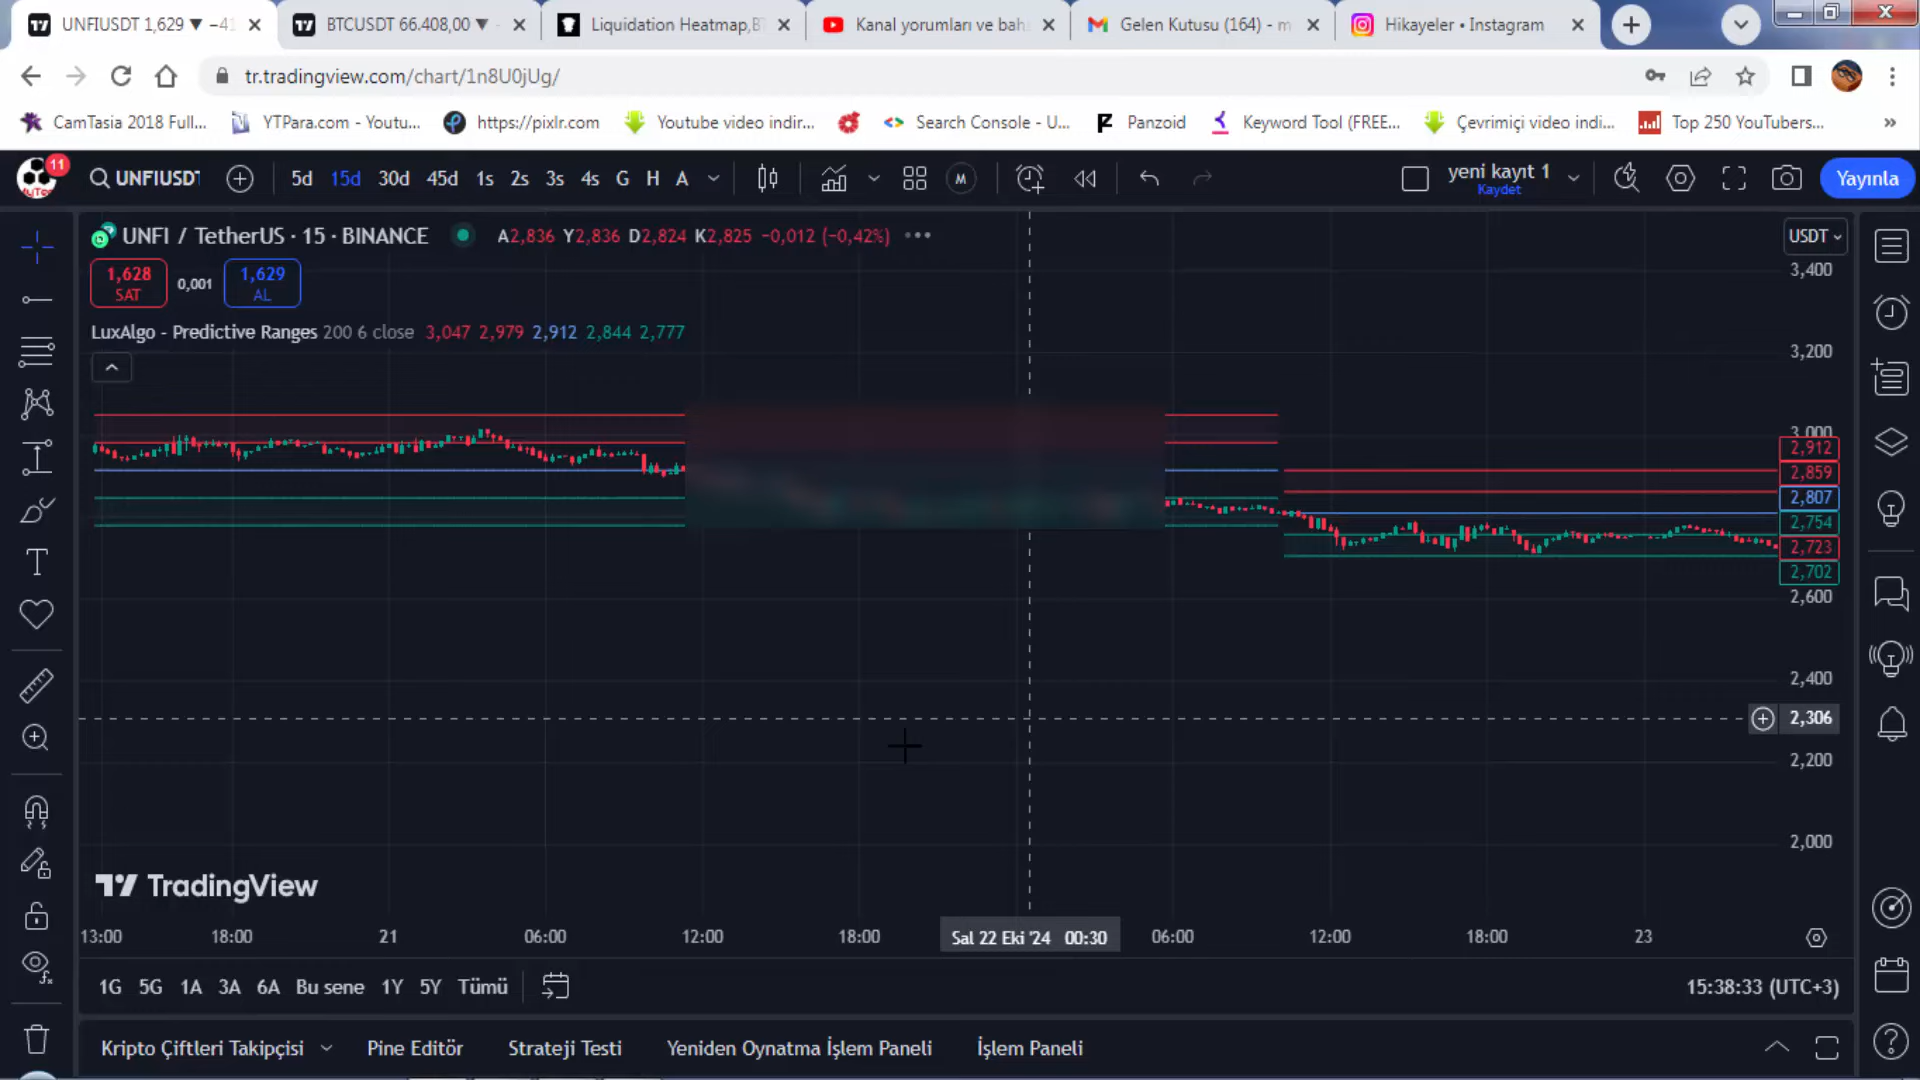 UNFIUSDT 1,629 ▼ −41
BTCUSDT 66.408,00 ▼
Liquidation Heatmap,BT
Kanal yorumları ve bah
Gelen Kutusu (164) - m
Hikayeler • Instagram
tr.tradingview.com/chart/1n8U0jUg/
CamTasia 2018 Full...
YTPara.com - Youtu...
https://pixlr.com
Youtube video indir...
Search Console - U...
Panzoid
Keyword Tool (FREE...
Çevrimiçi video indi...
Top 250 YouTubers...
»
11
UNFIUSDT
5d 15d 30d 45d 1s 2s 3s 4s G H A
M
yeni kayıt 1
Kaydet
Yayınla
UNFI / TetherUS · 15 · BINANCE
A2,836 Y2,836 D2,824 K2,825 −0,012 (−0,42%)
USDT
1,628
SAT
0,001
1,629
AL
LuxAlgo - Predictive Ranges 200 6 close 3,047 2,979 2,912 2,844 2,777
3,400
3,200
3,000
2,912
2,859
2,807
2,754
2,723
2,702
2,600
2,400
2,306
2,200
2,000
TradingView
13:00 18:00 21 06:00 12:00 18:00 Sal 22 Eki '24 00:30 06:00 12:00 18:00 23
1G 5G 1A 3A 6A Bu sene 1Y 5Y Tümü
15:38:33 (UTC+3)
Kripto Çiftleri Takipçisi
Pine Editör
Strateji Testi
Yeniden Oynatma İşlem Paneli
İşlem Paneli